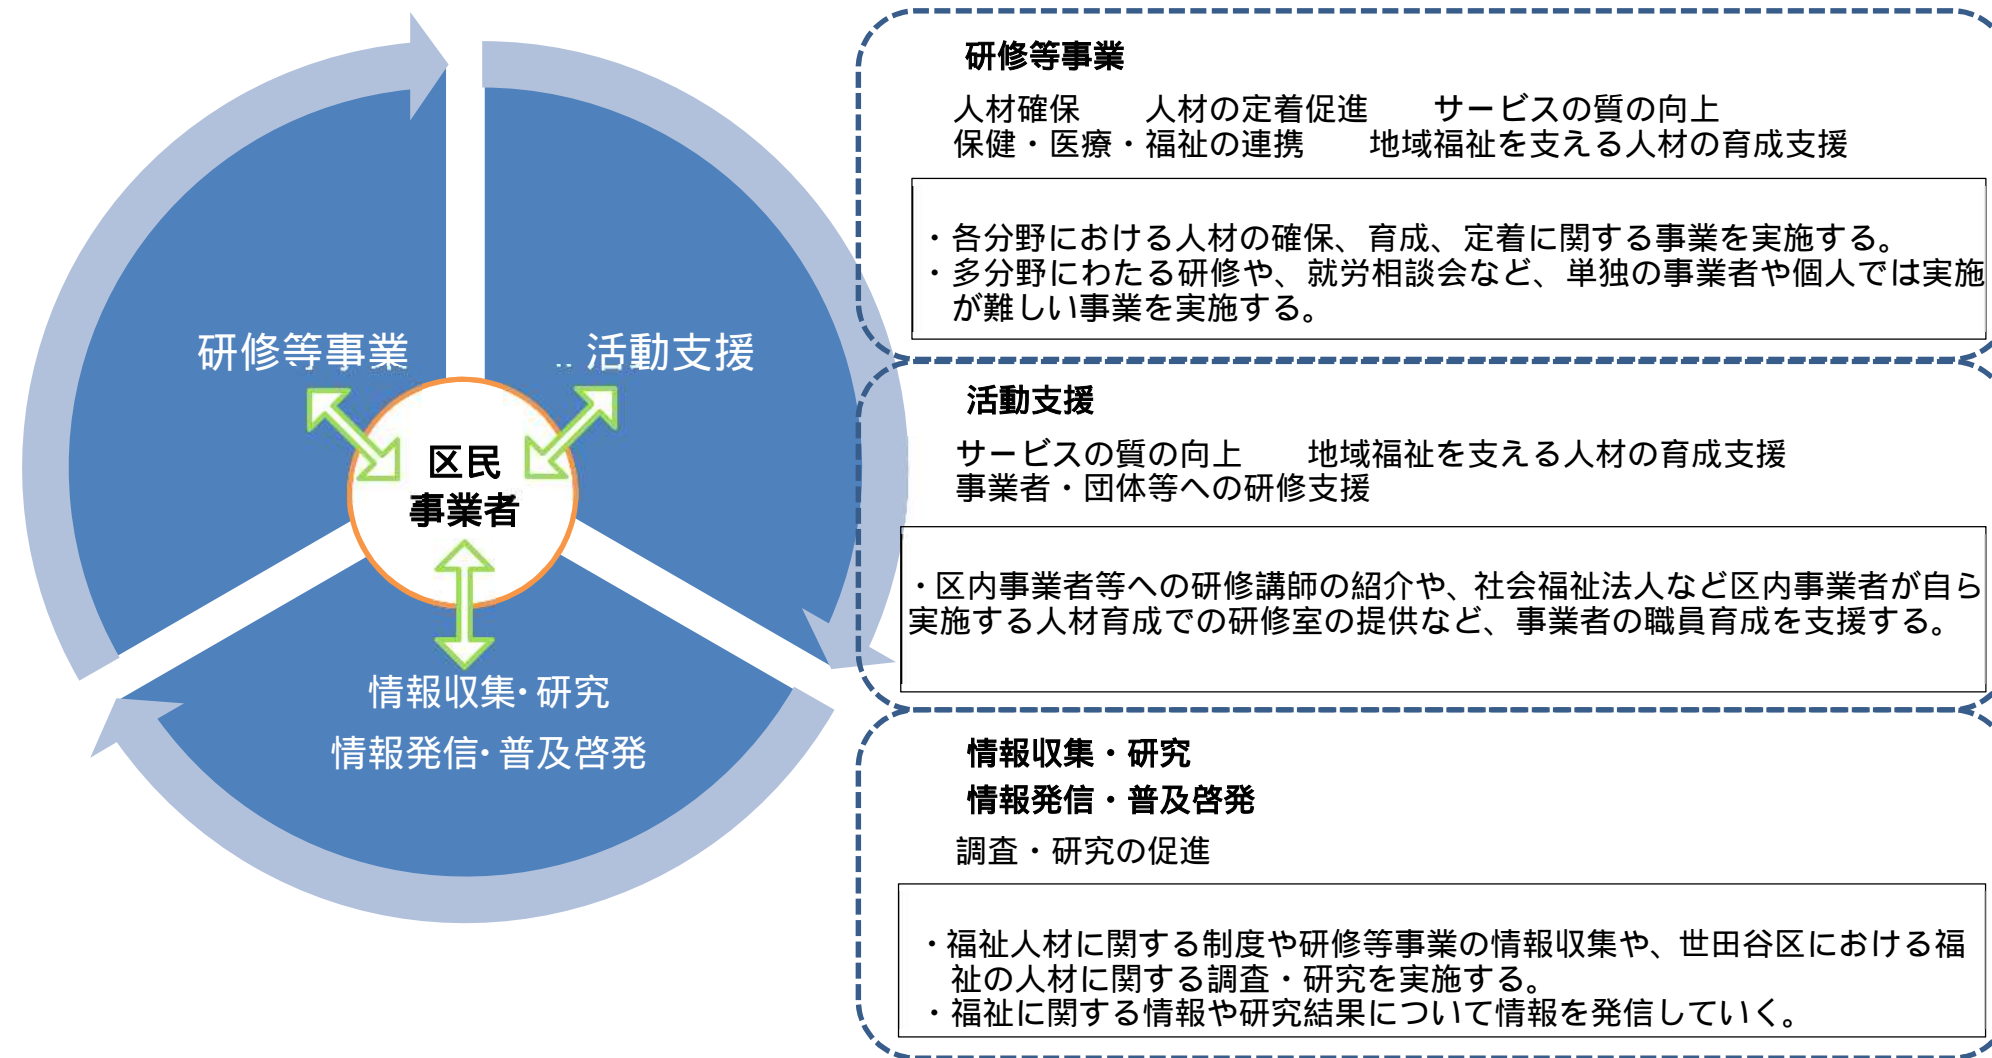 研修等事業
活動支援
区民
事業者
情報収集・研究
情報発信・普及啓発
研修等事業
人材確保　人材の定着促進　サービスの質の向上
保健・医療・福祉の連携　地域福祉を支える人材の育成支援
・各分野における人材の確保、育成、定着に関する事業を実施する。
・多分野にわたる研修や、就労相談会など、単独の事業者や個人では実施
が難しい事業を実施する。
活動支援
サービスの質の向上　地域福祉を支える人材の育成支援
事業者・団体等への研修支援
・区内事業者等への研修講師の紹介や、社会福祉法人など区内事業者が自ら
実施する人材育成での研修室の提供など、事業者の職員育成を支援する。
情報収集・研究
情報発信・普及啓発
調査・研究の促進
・福祉人材に関する制度や研修等事業の情報収集や、世田谷区における福
祉の人材に関する調査・研究を実施する。
・福祉に関する情報や研究結果について情報を発信していく。